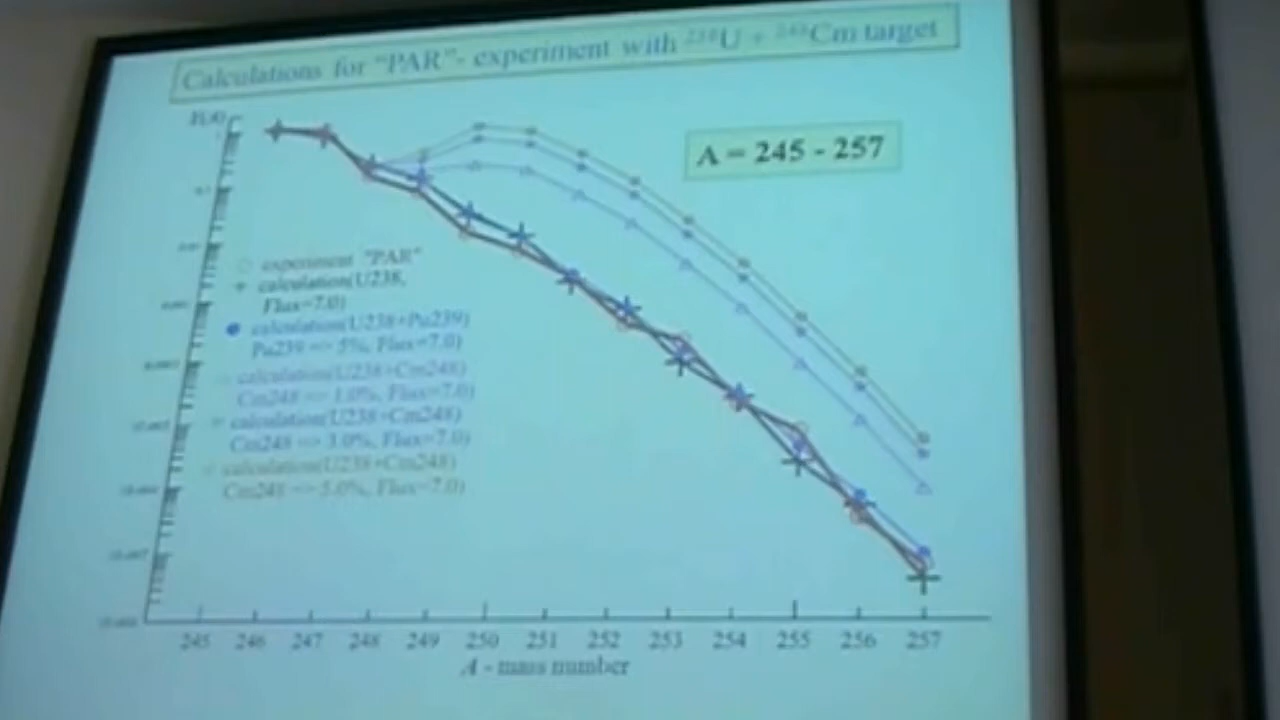 Calculations for "PAR"- experiment with ²³⁸U + ²⁴⁸Cm target
A = 245 - 257
experiment "PAR"
calculation(U238,
Flux=7.0)
calculation(U238+Pu239)
Pu239 => 5%, Flux=7.0)
calculation(U238+Cm248)
Cm248 => 1.0%, Flux=7.0)
calculation(U238+Cm248)
Cm248 => 3.0%, Flux=7.0)
calculation(U238+Cm248)
Cm248 => 5.0%, Flux=7.0)
245 246 247 248 249 250 251 252 253 254 255 256 257
A - mass number